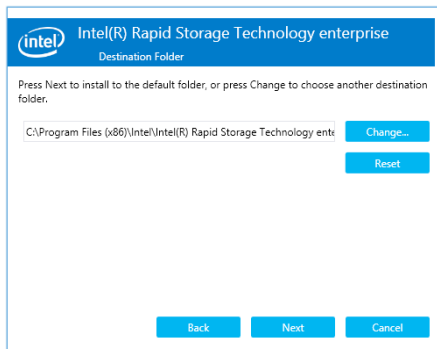 intel
Intel(R) Rapid Storage Technology enterprise
Destination Folder
Press Next to install to the default folder, or press Change to choose another destination
folder.
C:\Program Files (x86)\Intel\Intel(R) Rapid Storage Technology ente
Change...
Reset
Back
Next
Cancel